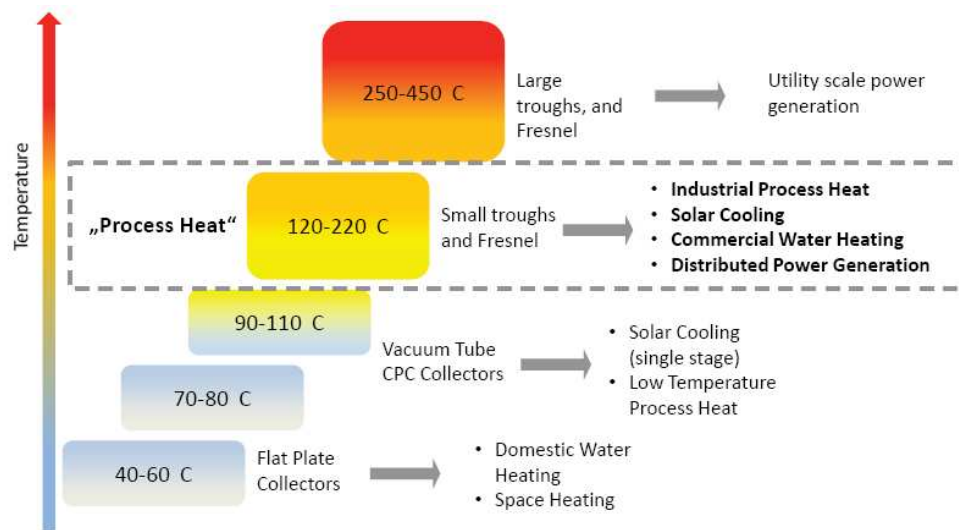 Temperature
250-450 C
Large
troughs, and
Fresnel
Utility scale power
generation
„Process Heat“
120-220 C
Small troughs
and Fresnel
• Industrial Process Heat
• Solar Cooling
• Commercial Water Heating
• Distributed Power Generation
90-110 C
Vacuum Tube
CPC Collectors
• Solar Cooling
(single stage)
• Low Temperature
Process Heat
70-80 C
40-60 C
Flat Plate
Collectors
• Domestic Water
Heating
• Space Heating